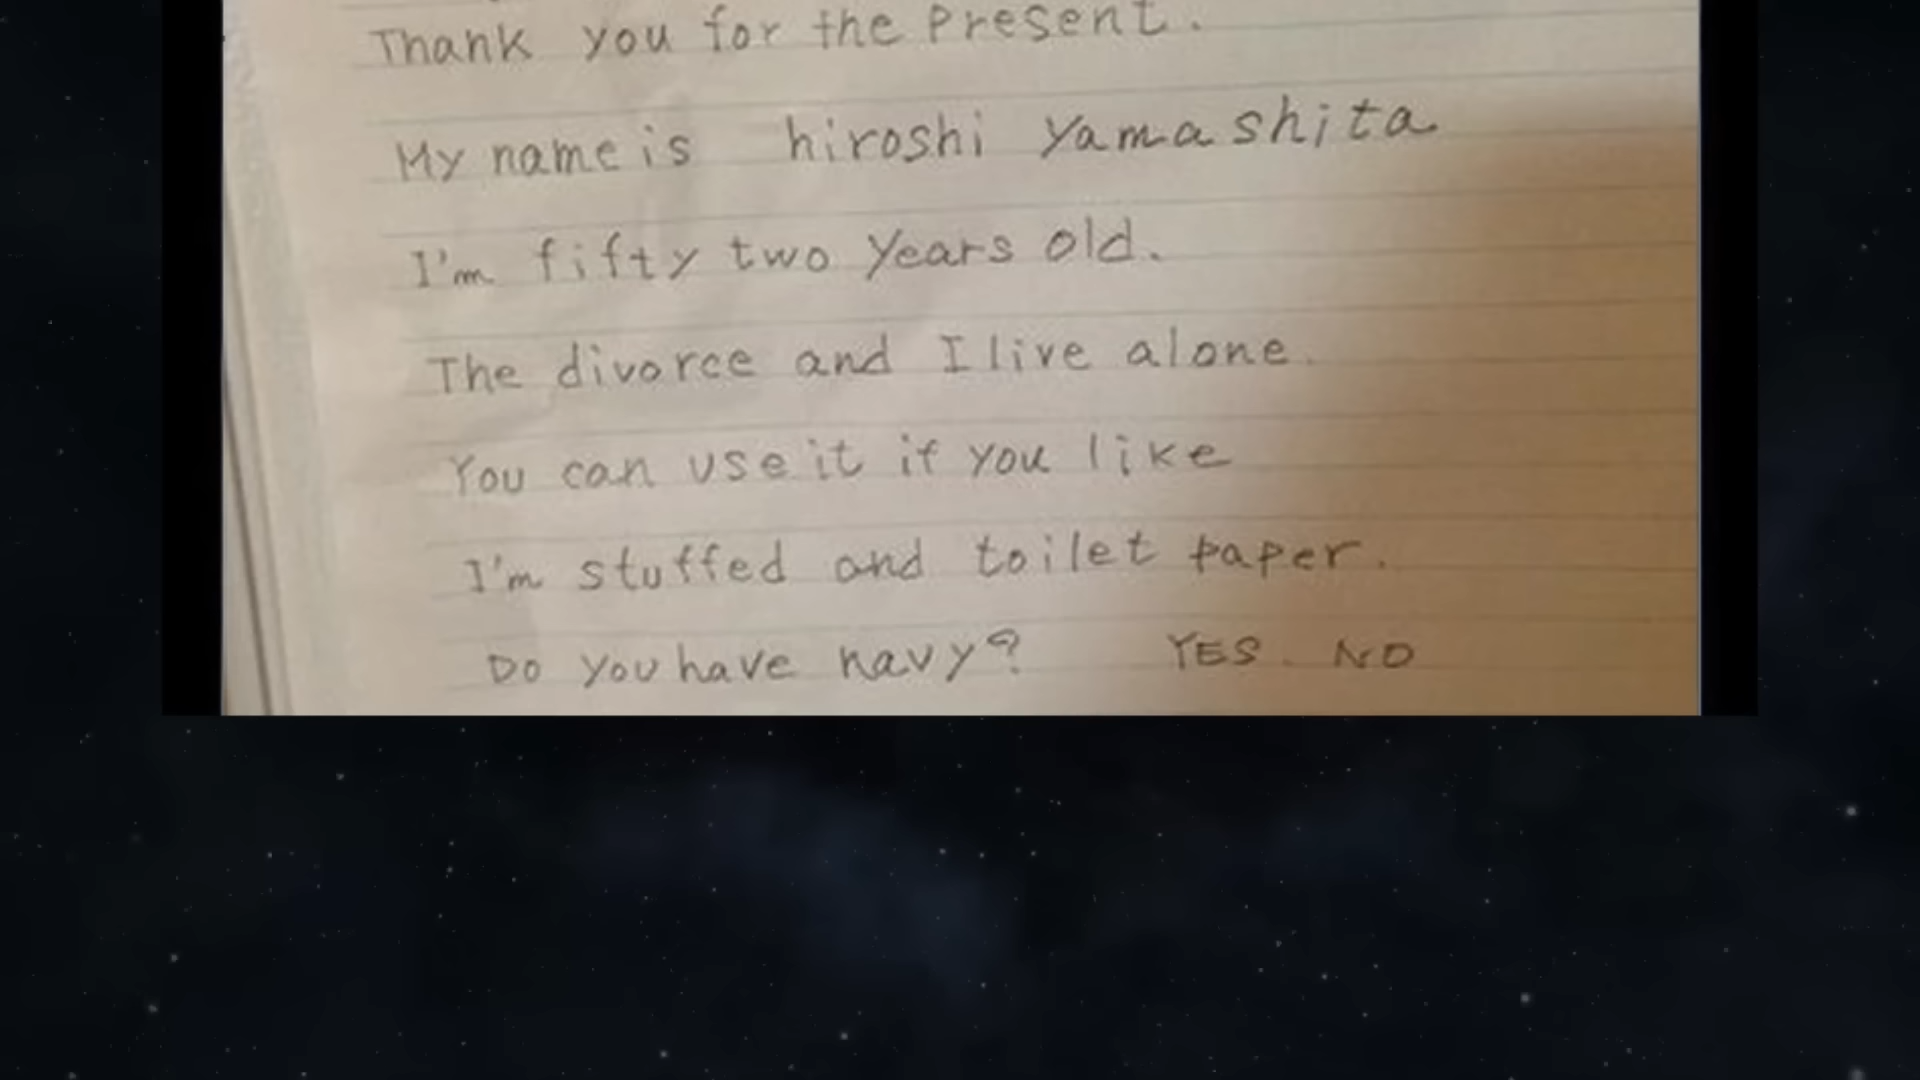 Thank you for the Present.
My name is hiroshi yamashita
I'm fifty two years old.
The divorce and I live alone.
You can use it if you like
I'm stuffed and toilet paper.
Do you have navy? YES NO